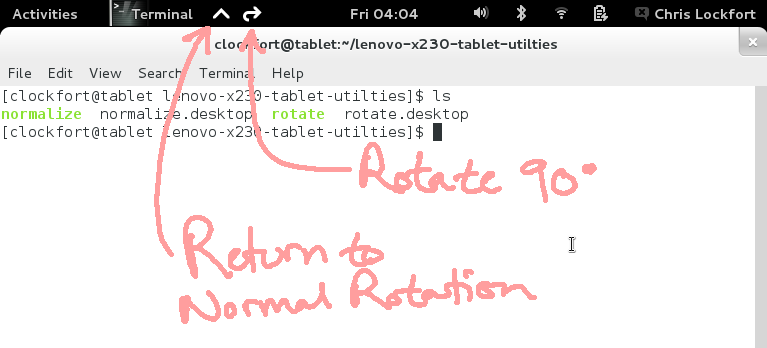 Activities Terminal Fri 04:04 Chris Lockfort
clockfort@tablet:~/lenovo-x230-tablet-utilties
File Edit View Search Terminal Help
[clockfort@tablet lenovo-x230-tablet-utilties]$ ls
normalize normalize.desktop rotate rotate.desktop
[clockfort@tablet lenovo-x230-tablet-utilties]$
Rotate 90°
Return to
Normal Rotation